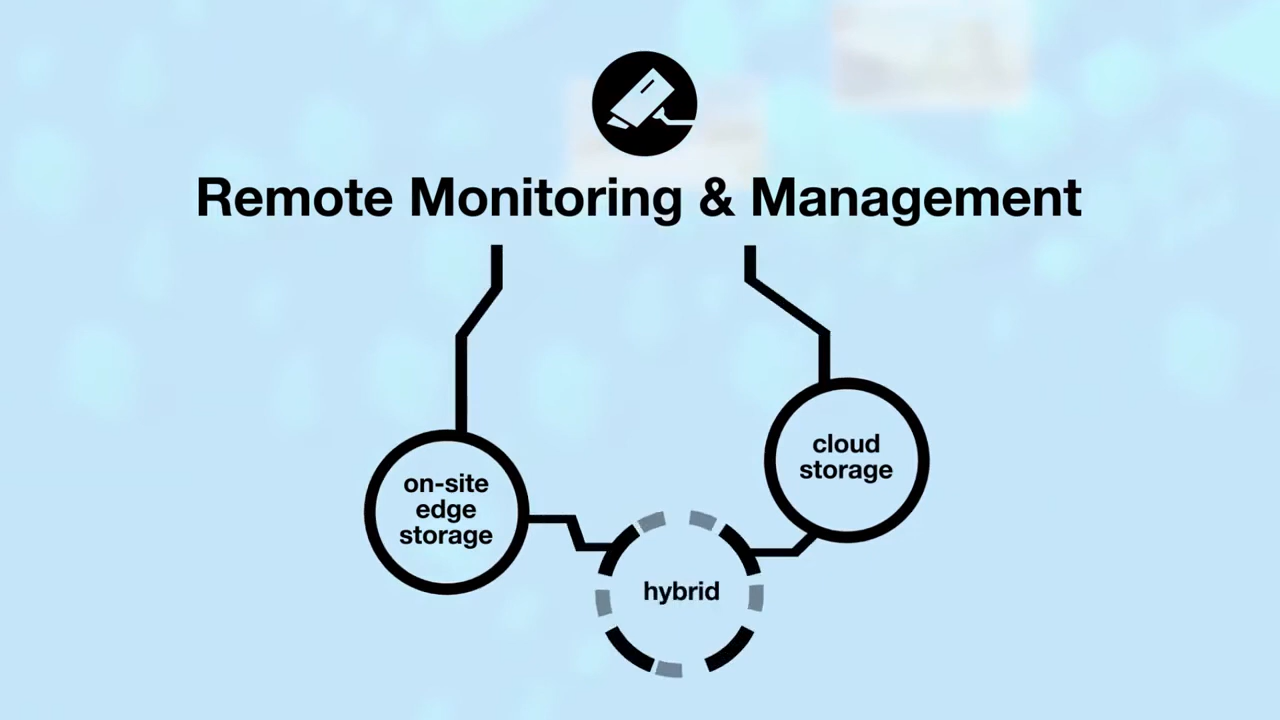 Remote Monitoring & Management
on-site
edge
storage
cloud
storage
hybrid